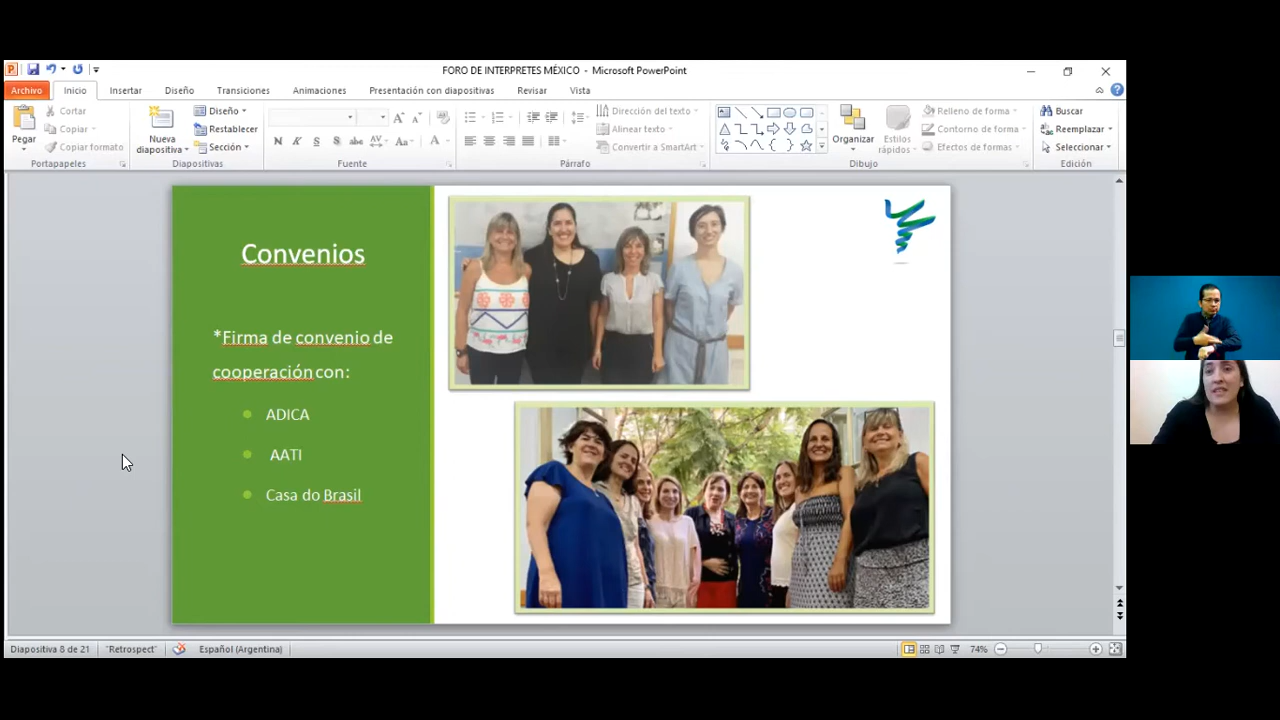 FORO DE INTERPRETES MÉXICO - Microsoft PowerPoint
Archivo
Inicio
Insertar
Diseño
Transiciones
Animaciones
Presentación con diapositivas
Revisar
Vista
Pegar
Cortar
Copiar
Copiar formato
Portapapeles
Nueva
diapositiva
Diseño
Restablecer
Sección
Diapositivas
N K S S abc Aa A
Fuente
Dirección del texto
Alinear texto
Convertir a SmartArt
Párrafo
Organizar
Estilos
rápidos
Relleno de forma
Contorno de forma
Efectos de formas
Dibujo
Buscar
Reemplazar
Seleccionar
Edición
Convenios
*Firma de convenio de
cooperación con:
ADICA
AATI
Casa do Brasil
Diapositiva 8 de 21
"Retrospect"
Español (Argentina)
74%